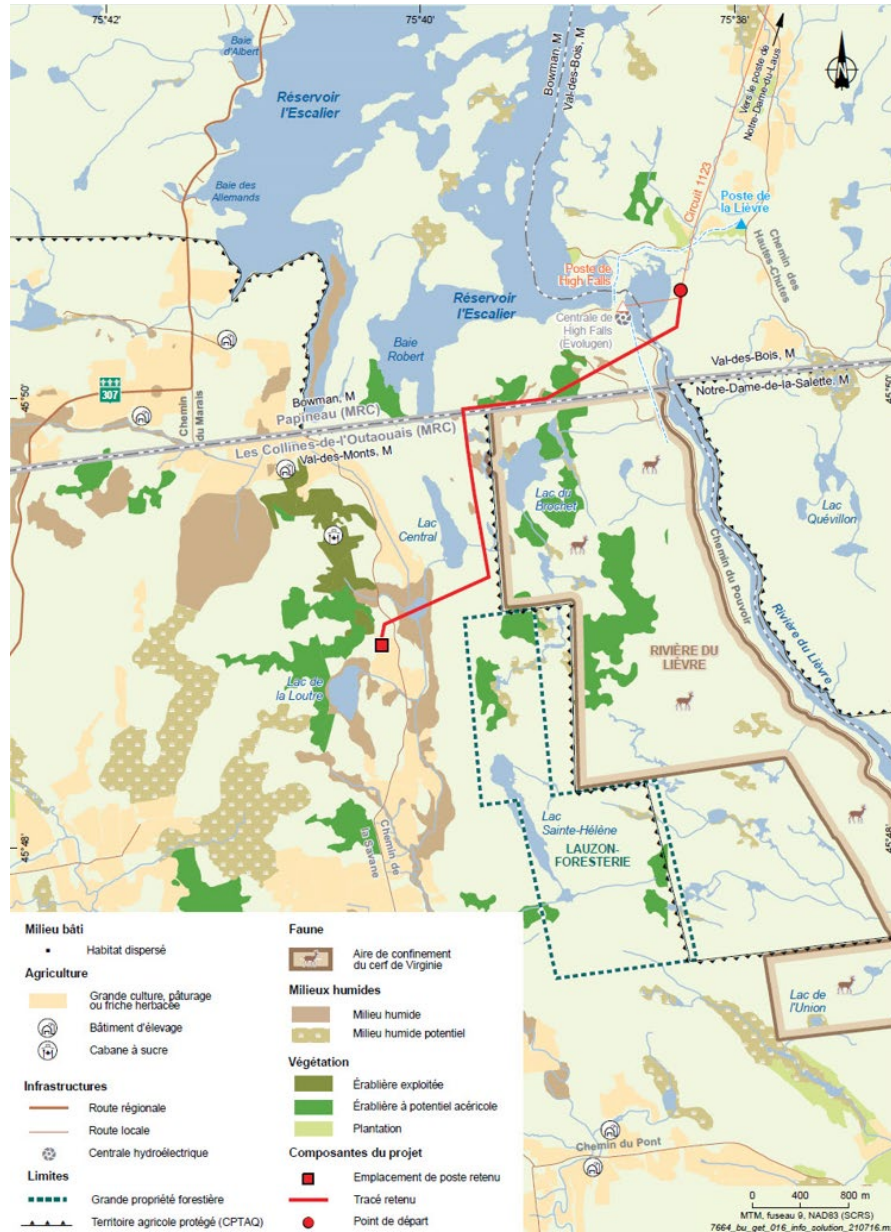 75°42'
75°40'
75°38'
Baie
d'Albert
Réservoir
l'Escalier
Bowman, M
Val-des-Bois, M
Vers le poste de
Notre-Dame-du-Laus
Baie des
Allemands
Circuit 1123
Poste de
la Lièvre
Chemin des
Hautes-Chutes
Poste de
High Falls
Réservoir
l'Escalier
Centrale de
High Falls
(Evolugen)
Baie
Robert
45°50'
307
Chemin
du Marais
Bowman, M
Papineau (MRC)
Les Collines-de-l'Outaouais (MRC)
Val-des-Monts, M
Val-des-Bois, M
Notre-Dame-de-la-Salette, M
45°50'
Lac
Central
Lac du
Brochet
Lac
Quévillon
Chemin du Pouvoir
Rivière du Lièvre
RIVIÈRE DU
LIÈVRE
Lac de
la Loutre
45°48'
Chemin de
la Savane
Lac
Sainte-Hélène
LAUZON-
FORESTERIE
45°48'
Lac de
l'Union
Chemin du Pont
Milieu bâti
Habitat dispersé
Agriculture
Grande culture, pâturage
ou friche herbacée
Bâtiment d'élevage
Cabane à sucre
Infrastructures
Route régionale
Route locale
Centrale hydroélectrique
Limites
Grande propriété forestière
Territoire agricole protégé (CPTAQ)
Faune
Aire de confinement
du cerf de Virginie
Milieux humides
Milieu humide
Milieu humide potentiel
Végétation
Érablière exploitée
Érablière à potentiel acéricole
Plantation
Composantes du projet
Emplacement de poste retenu
Tracé retenu
Point de départ
0 400 800 m
MTM, fuseau 9, NAD83 (SCRS)
7664_bu_get_016_info_solution_210716.m